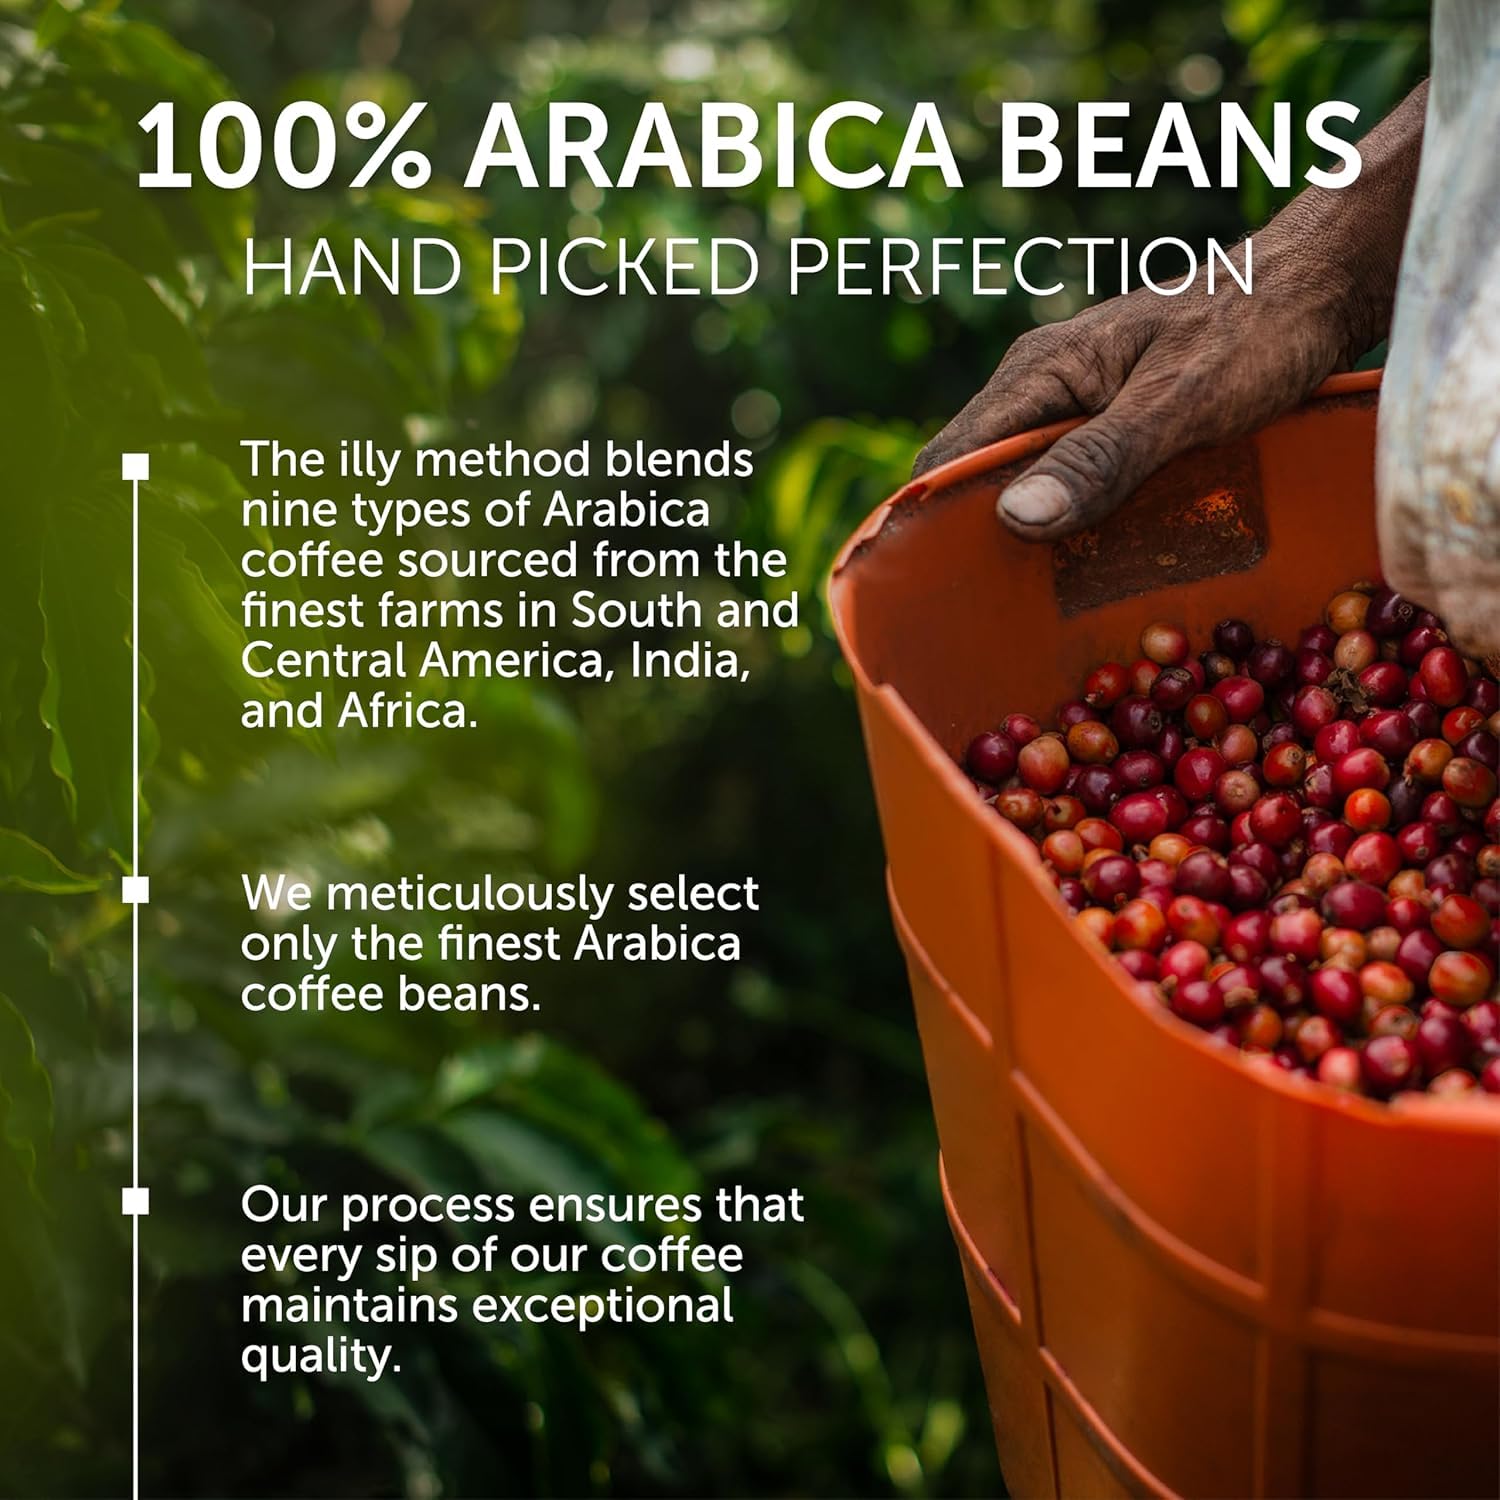 100% ARABICA BEANS
HAND PICKED PERFECTION
The illy method blends
nine types of Arabica
coffee sourced from the
finest farms in South and
Central America, India,
and Africa.
We meticulously select
only the finest Arabica
coffee beans.
Our process ensures that
every sip of our coffee
maintains exceptional
quality.